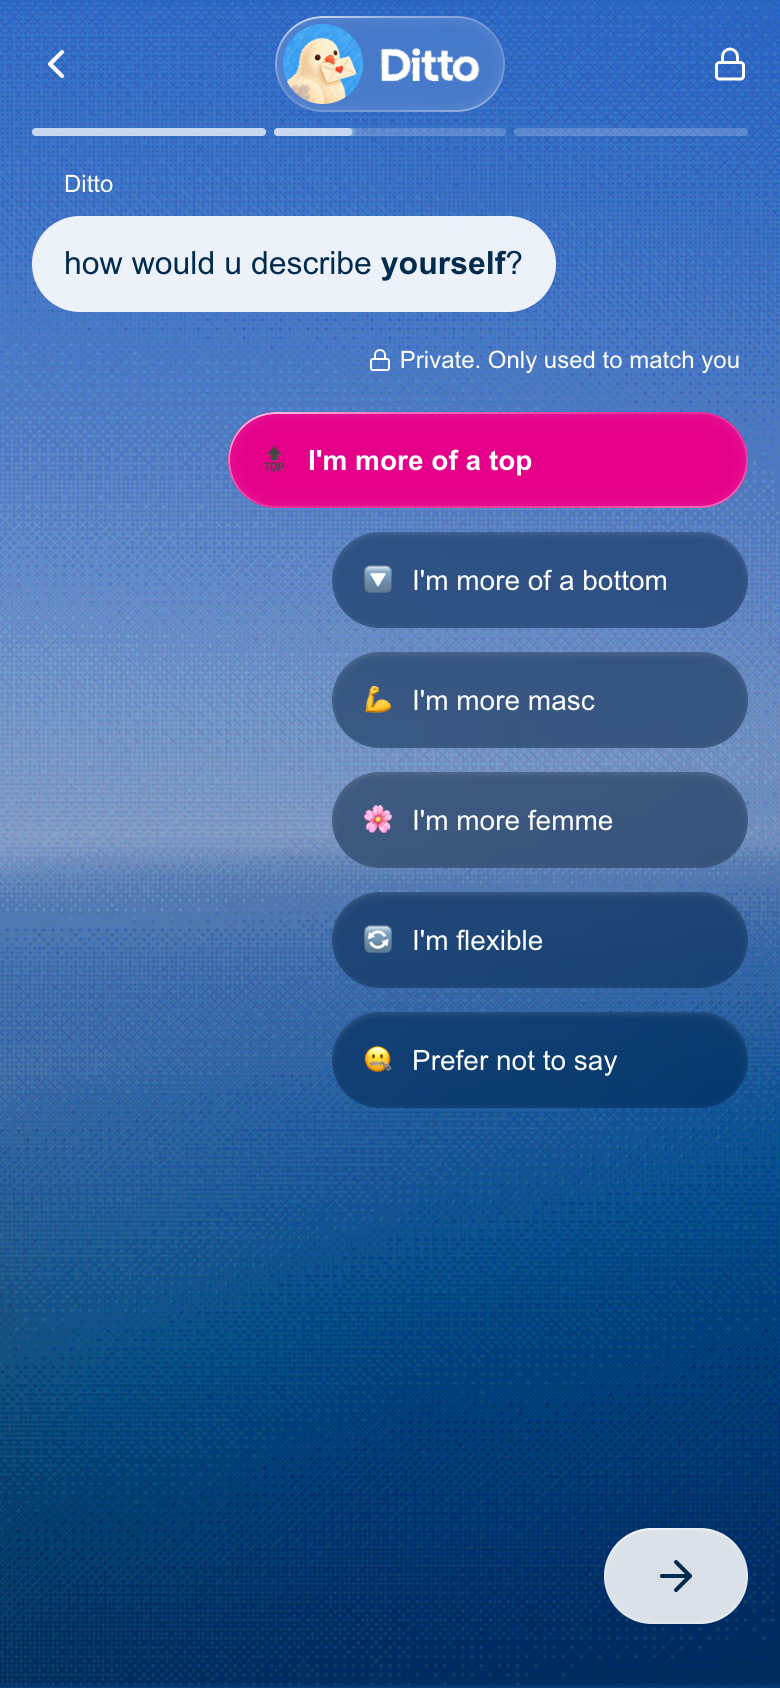 Ditto
Ditto
how would u describe yourself?
Private. Only used to match you
TOP I'm more of a top
I'm more of a bottom
I'm more masc
I'm more femme
I'm flexible
Prefer not to say